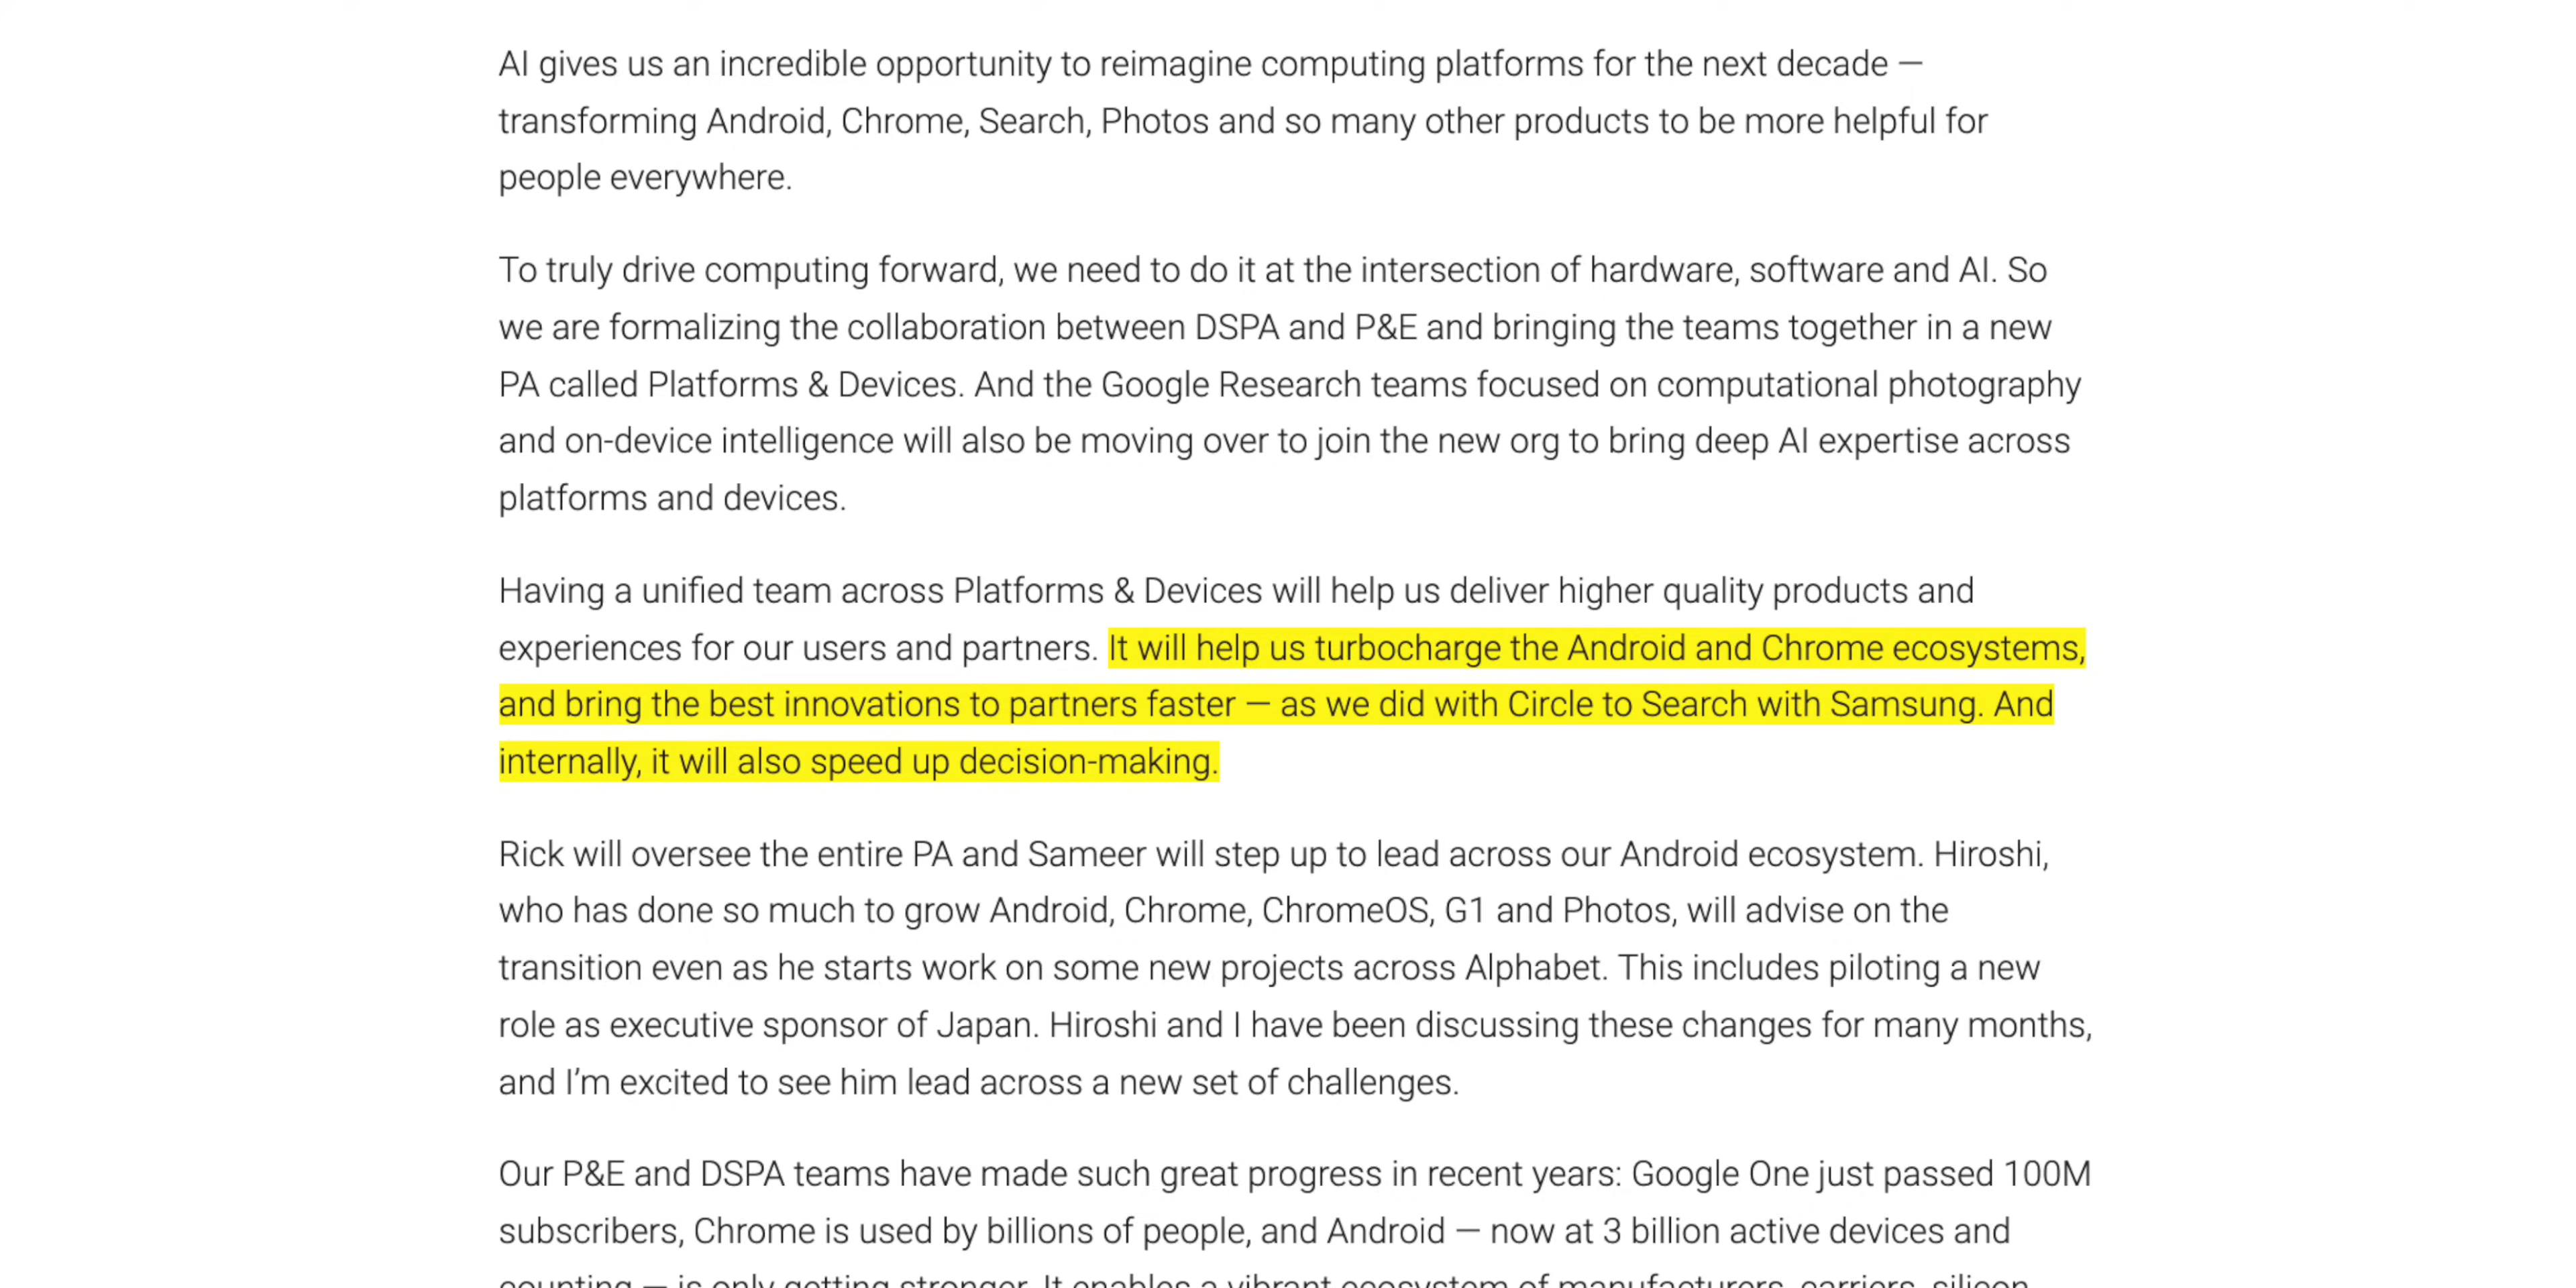 AI gives us an incredible opportunity to reimagine computing platforms for the next decade —
transforming Android, Chrome, Search, Photos and so many other products to be more helpful for
people everywhere.
To truly drive computing forward, we need to do it at the intersection of hardware, software and AI. So
we are formalizing the collaboration between DSPA and P&E and bringing the teams together in a new
PA called Platforms & Devices. And the Google Research teams focused on computational photography
and on-device intelligence will also be moving over to join the new org to bring deep AI expertise across
platforms and devices.
Having a unified team across Platforms & Devices will help us deliver higher quality products and
experiences for our users and partners. It will help us turbocharge the Android and Chrome ecosystems,
and bring the best innovations to partners faster — as we did with Circle to Search with Samsung. And
internally, it will also speed up decision-making.
Rick will oversee the entire PA and Sameer will step up to lead across our Android ecosystem. Hiroshi,
who has done so much to grow Android, Chrome, ChromeOS, G1 and Photos, will advise on the
transition even as he starts work on some new projects across Alphabet. This includes piloting a new
role as executive sponsor of Japan. Hiroshi and I have been discussing these changes for many months,
and I’m excited to see him lead across a new set of challenges.
Our P&E and DSPA teams have made such great progress in recent years: Google One just passed 100M
subscribers, Chrome is used by billions of people, and Android — now at 3 billion active devices and
counting — is only getting stronger. It enables a vibrant ecosystem of manufacturers, carriers, silicon